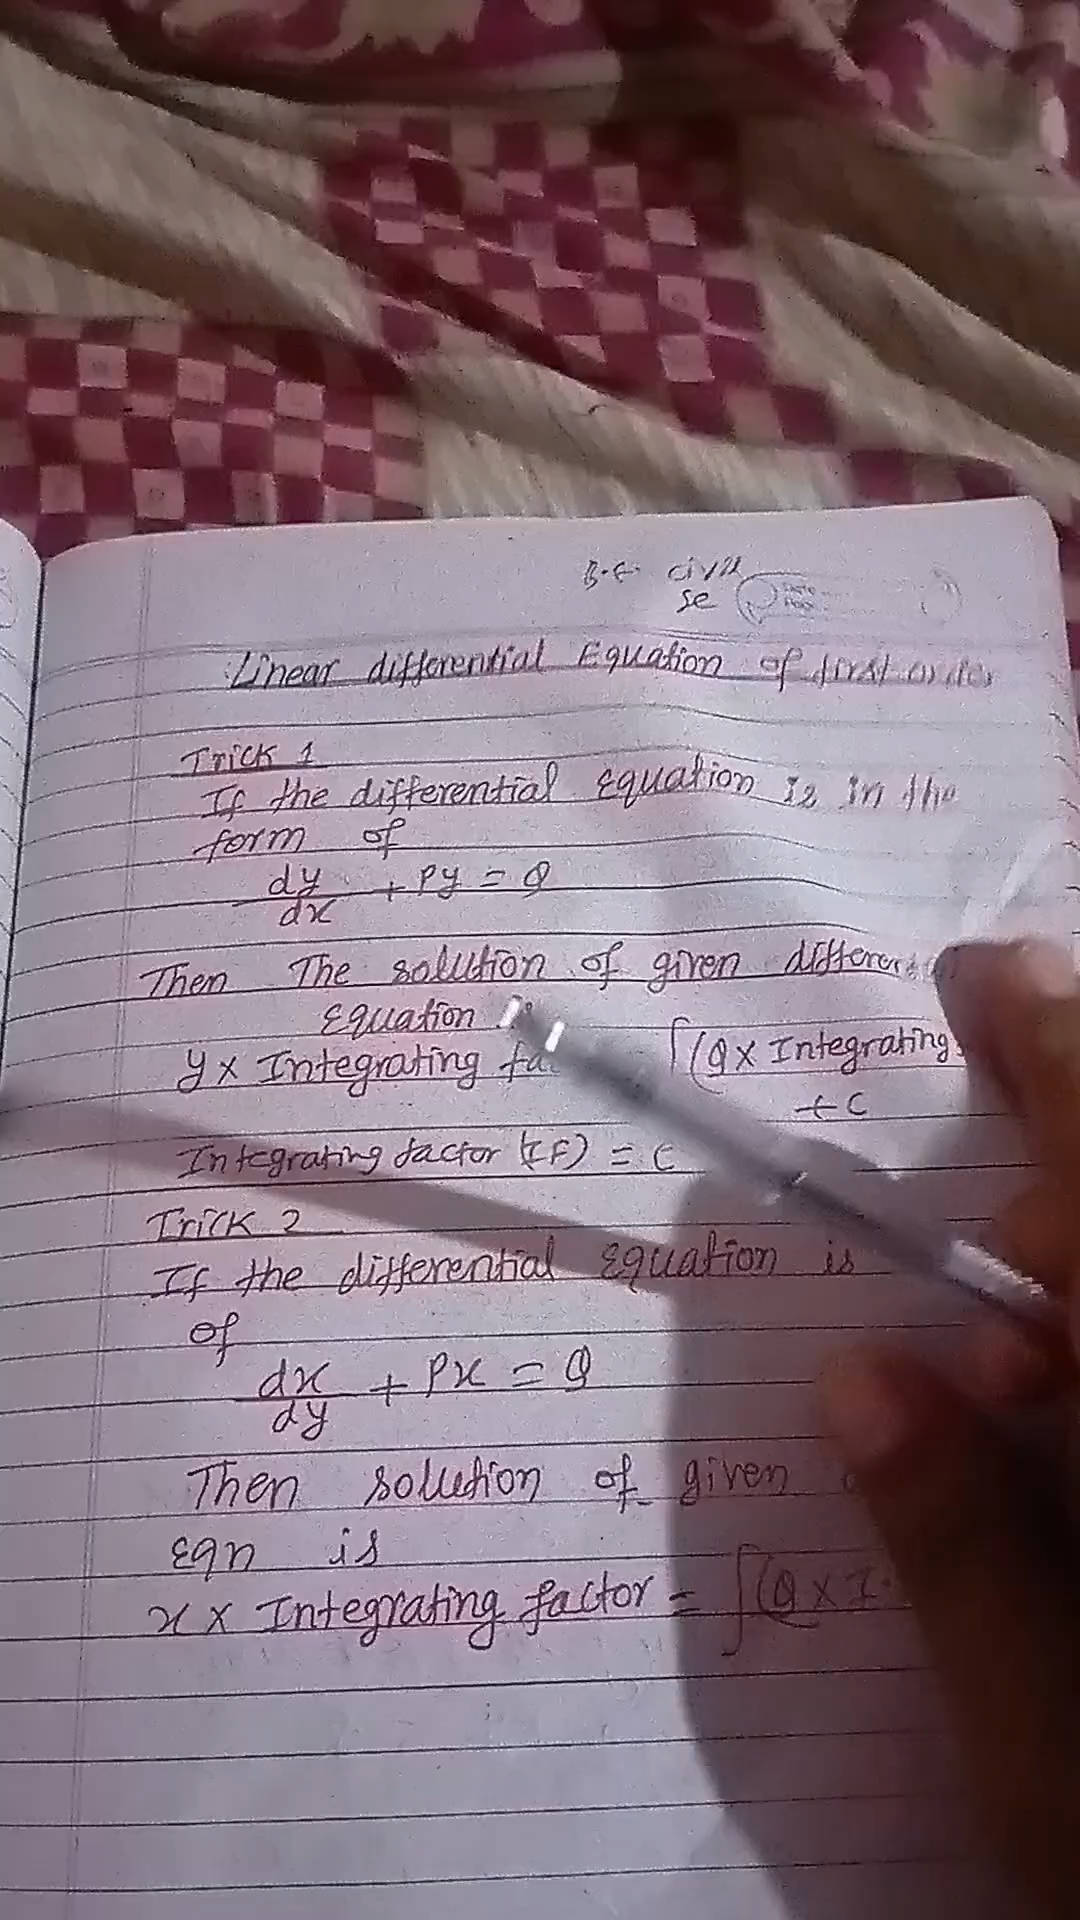 B.E. civil
se
Linear differential Equation of first order
Trick 1
If the differential equation is in the
form of
dy/dx + Py = Q
Then The solution of given
Equation
y x Integrating ∫(Q x Integrating
+ C
Integrating factor (IF) = e
Trick 2
If the differential equation is
of
dx/dy + Px = Q
Then solution of given
Eqn is
x x Integrating factor = ∫(Q x I.